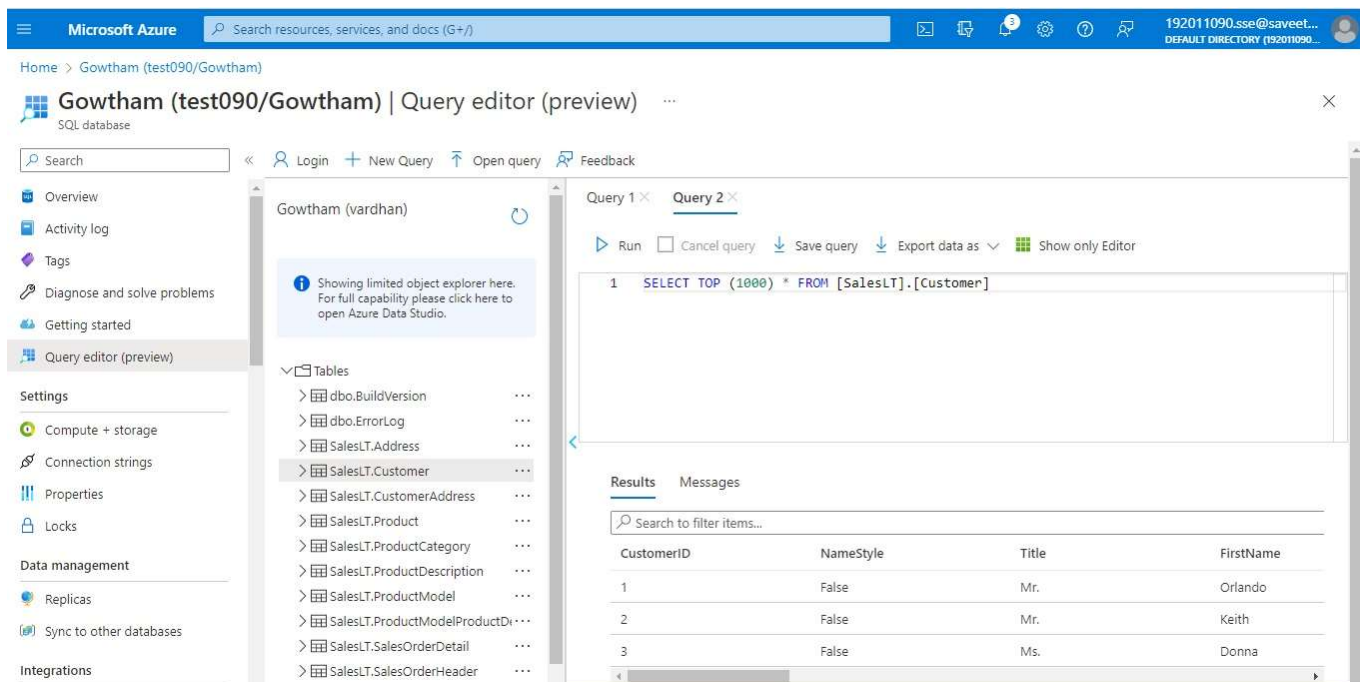 Microsoft Azure
Search resources, services, and docs (G+/)
3
192011090.sse@saveet...
DEFAULT DIRECTORY (192011090...
Home > Gowtham (test090/Gowtham)
Gowtham (test090/Gowtham) | Query editor (preview) ...
SQL database
Search
Overview
Activity log
Tags
Diagnose and solve problems
Getting started
Query editor (preview)
Settings
Compute + storage
Connection strings
Properties
Locks
Data management
Replicas
Sync to other databases
Integrations
Login New Query Open query Feedback
Gowtham (vardhan)
Showing limited object explorer here.
For full capability please click here to
open Azure Data Studio.
Tables
dbo.BuildVersion ...
dbo.ErrorLog ...
SalesLT.Address ...
SalesLT.Customer ...
SalesLT.CustomerAddress ...
SalesLT.Product ...
SalesLT.ProductCategory ...
SalesLT.ProductDescription ...
SalesLT.ProductModel ...
SalesLT.ProductModelProductDe...
SalesLT.SalesOrderDetail ...
SalesLT.SalesOrderHeader ...
Query 1 Query 2
Run Cancel query Save query Export data as Show only Editor
1 SELECT TOP (1000) * FROM [SalesLT].[Customer]
Results Messages
Search to filter items...
CustomerID NameStyle Title FirstName
1 False Mr. Orlando
2 False Mr. Keith
3 False Ms. Donna